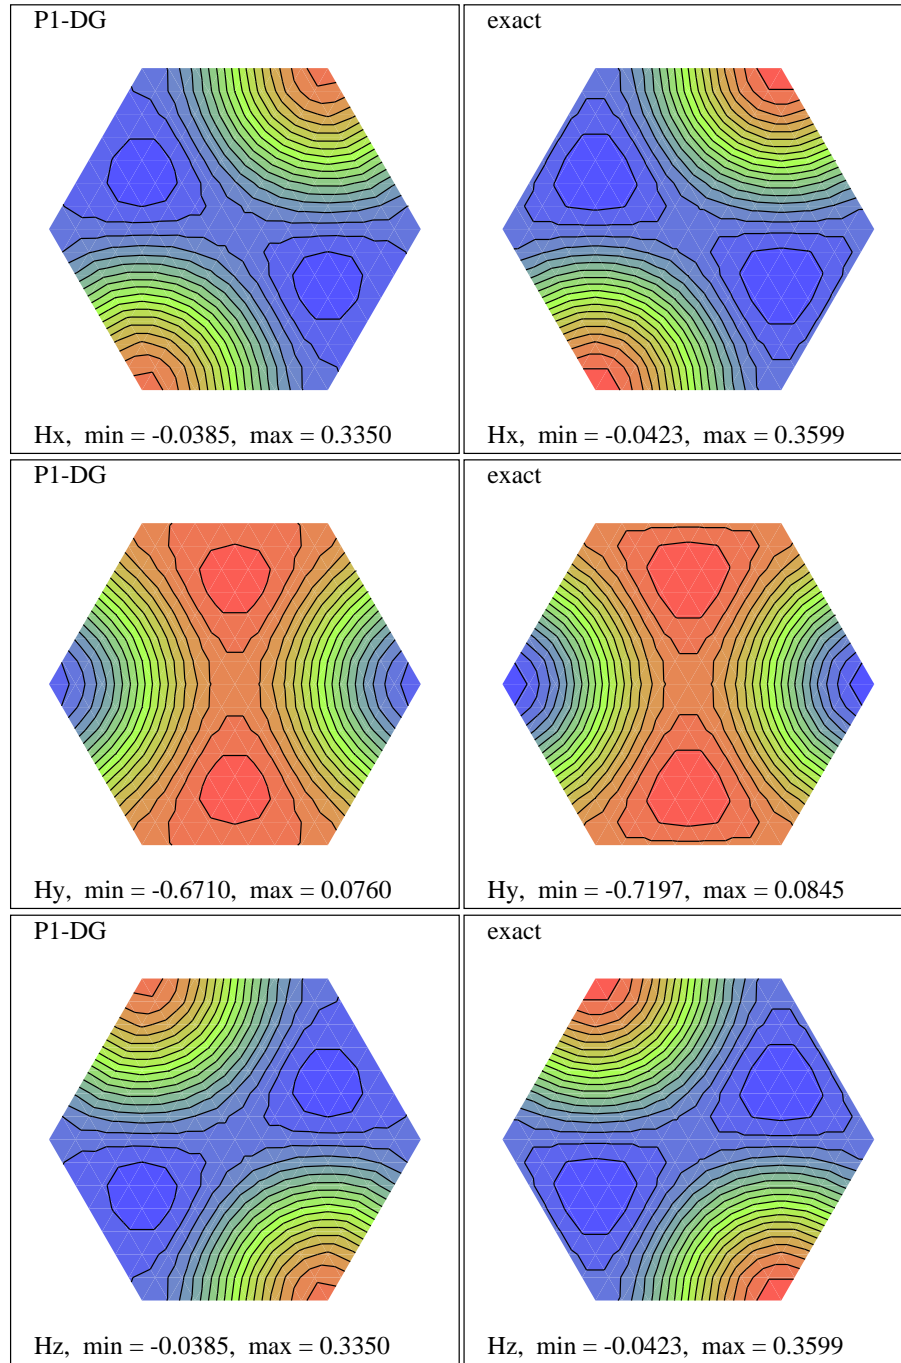 P1-DG
exact
Hx, min = -0.0385, max = 0.3350
Hx, min = -0.0423, max = 0.3599
P1-DG
exact
Hy, min = -0.6710, max = 0.0760
Hy, min = -0.7197, max = 0.0845
P1-DG
exact
Hz, min = -0.0385, max = 0.3350
Hz, min = -0.0423, max = 0.3599